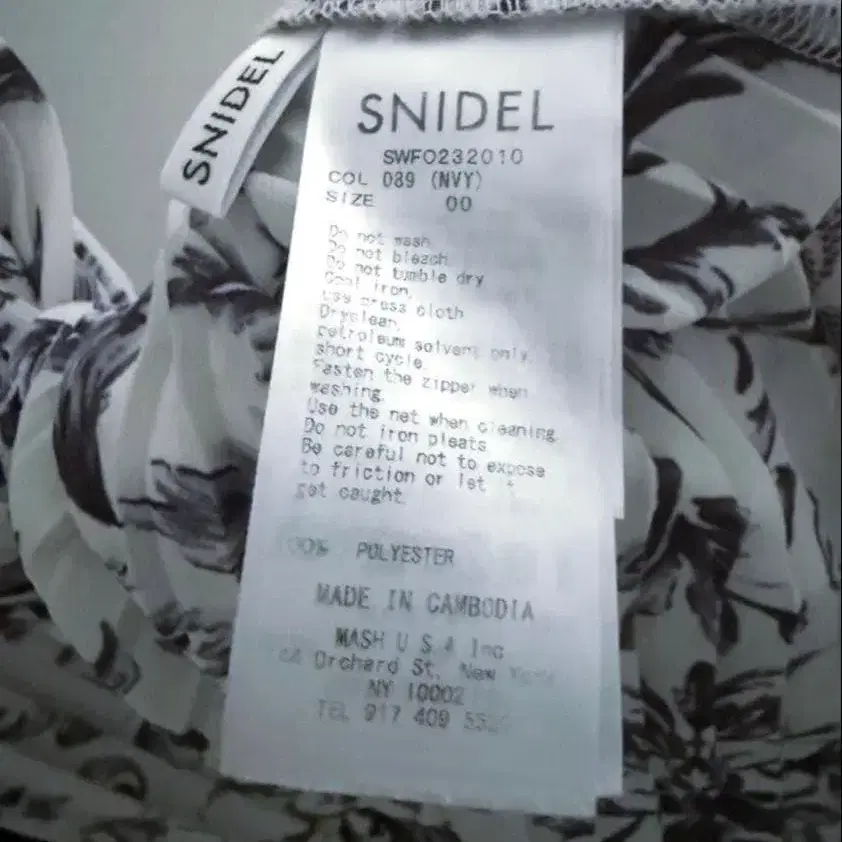 SNIDEL
SNIDEL
SWFO232010
COL 089 (NVY)
SIZE 00
Do not wash
Do not bleach
Do not tumble dry
Cool iron,
use press cloth
Dryclean,
petroleum solvent only,
short cycle
Fasten the zipper when
washing
Use the net when cleaning
Do not iron pleats
Be careful not to expose
to friction or let
get caught.
100% POLYESTER
MADE IN CAMBODIA
MASH U S A Inc
Orchard St, New York
NY 10002
TEL 917 409